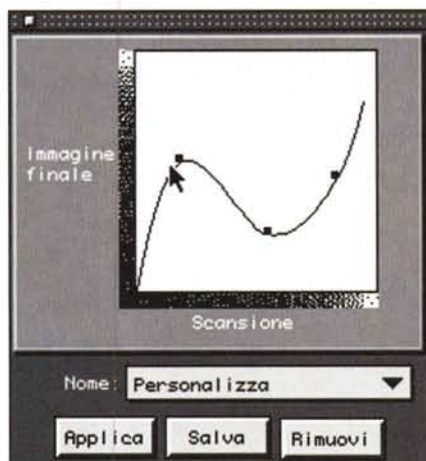 Immagine
finale
Scansione
Nome: Personalizza
Applica Salva Rimuovi